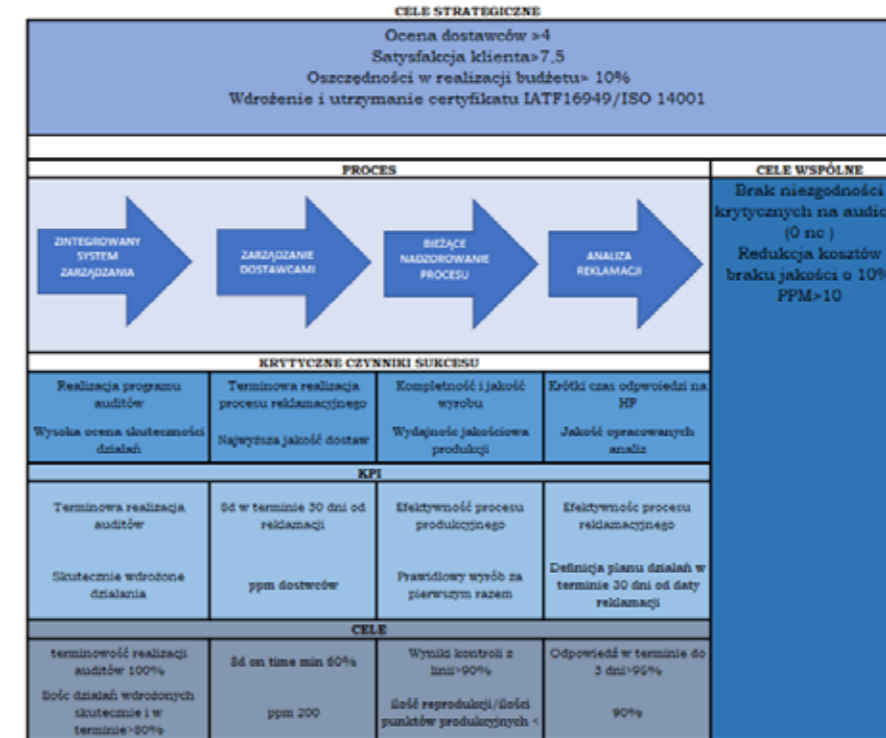 CELE STRATEGICZNE
Ocena dostawców >4
Satysfakcja klienta>7,5
Oszczędności w realizacji budżetu> 10%
Wdrożenie i utrzymanie certyfikatu IATF16949/ISO 14001
PROCES
CELE WSPÓLNE
ZINTEGROWANY
SYSTEM
ZARZĄDZANIA
ZARZĄDZANIE
DOSTAWCAMI
BIEŻĄCE
NADZOROWANIE
PROCESU
ANALIZA
REKLAMACJI
Brak niezgodności
krytycznych na audic
(0 nc )
Redukcja kosztów
braku jakości o 10%
PPM>10
KRYTYCZNE CZYNNIKI SUKCESU
Realizacja programu
auditów
Wysoka ocena skuteczności
działań
Terminowa realizacja
procesu reklamacyjnego
Najwyższa jakość dostaw
Kompletność i jakość
wyrobu
Wydajnośc jakościowa
produkcji
Krótki czas odpwoiedzi na
HP
Jakość opracowanych
analiz
KPI
Terminowa realizacja
auditów
Skutecznie wdrożone
działania
8d w terminie 30 dni od
reklamacji
ppm dostwców
Efektywność procesu
produkcyjnego
Prawidlowy wyrób za
pierwszym razem
Efektywnośc procesu
reklamacyjnego
Definicja planu działań w
terminie 30 dni od daty
reklamacji
CELE
terminowość realizacji
auditów 100%
Ilośc działań wdrożonych
skutecznie i w
terminie>80%
8d on time min 60%
ppm 200
Wyniki kontroli z
linii>90%
ilość reprodukcji/ilości
punktów produkcyjnych <
Odpowiedź w terminie do
3 dni>95%
90%